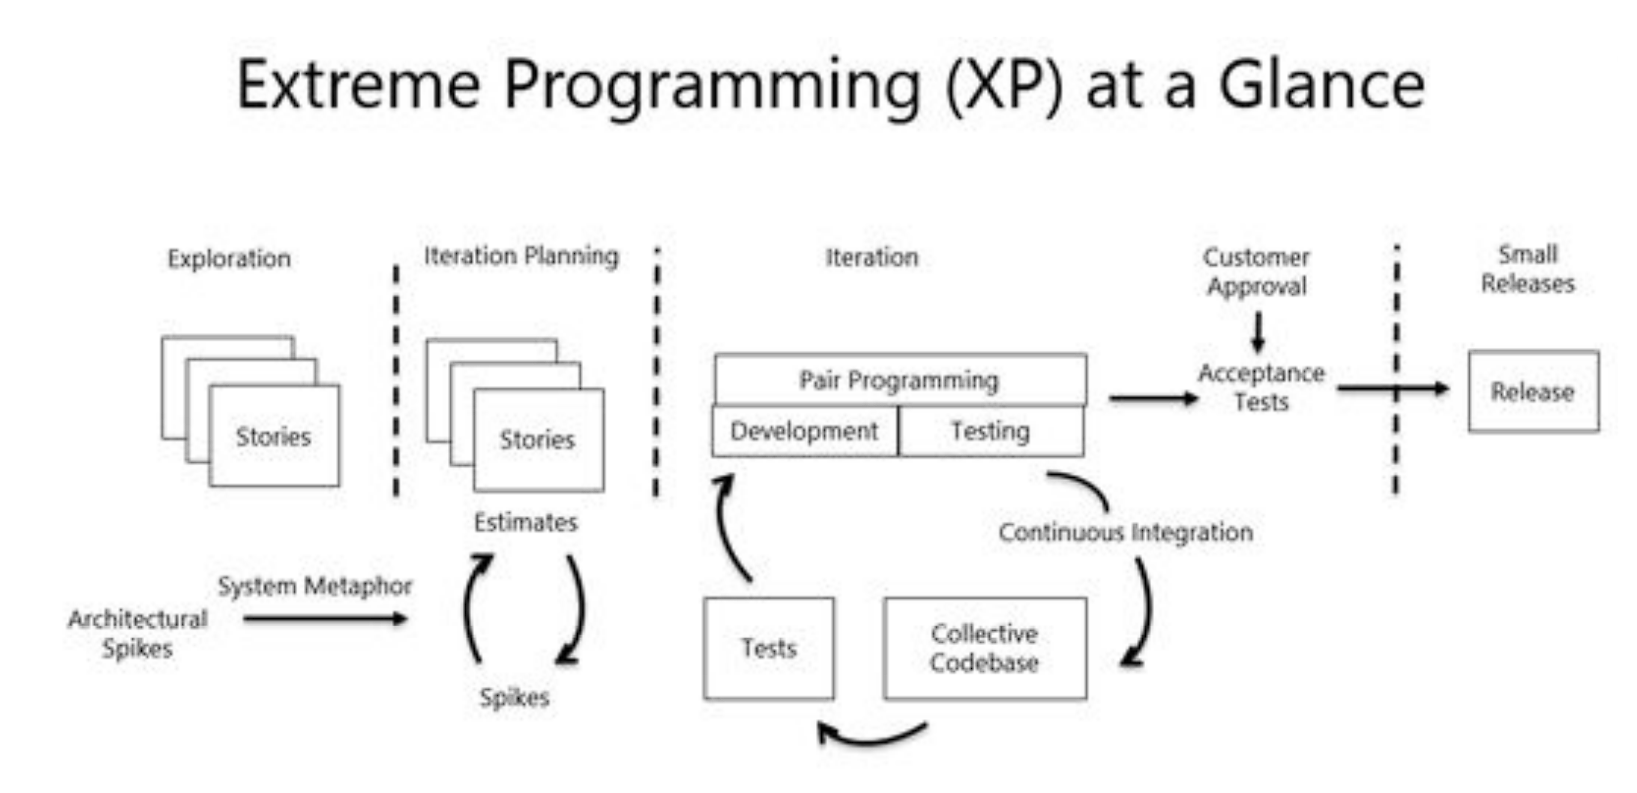 Extreme Programming (XP) at a Glance
Exploration
Iteration Planning
Iteration
Customer
Approval
Small
Releases
Stories
Stories
Estimates
System Metaphor
Architectural
Spikes
Spikes
Pair Programming
Development
Testing
Acceptance
Tests
Release
Continuous Integration
Tests
Collective
Codebase